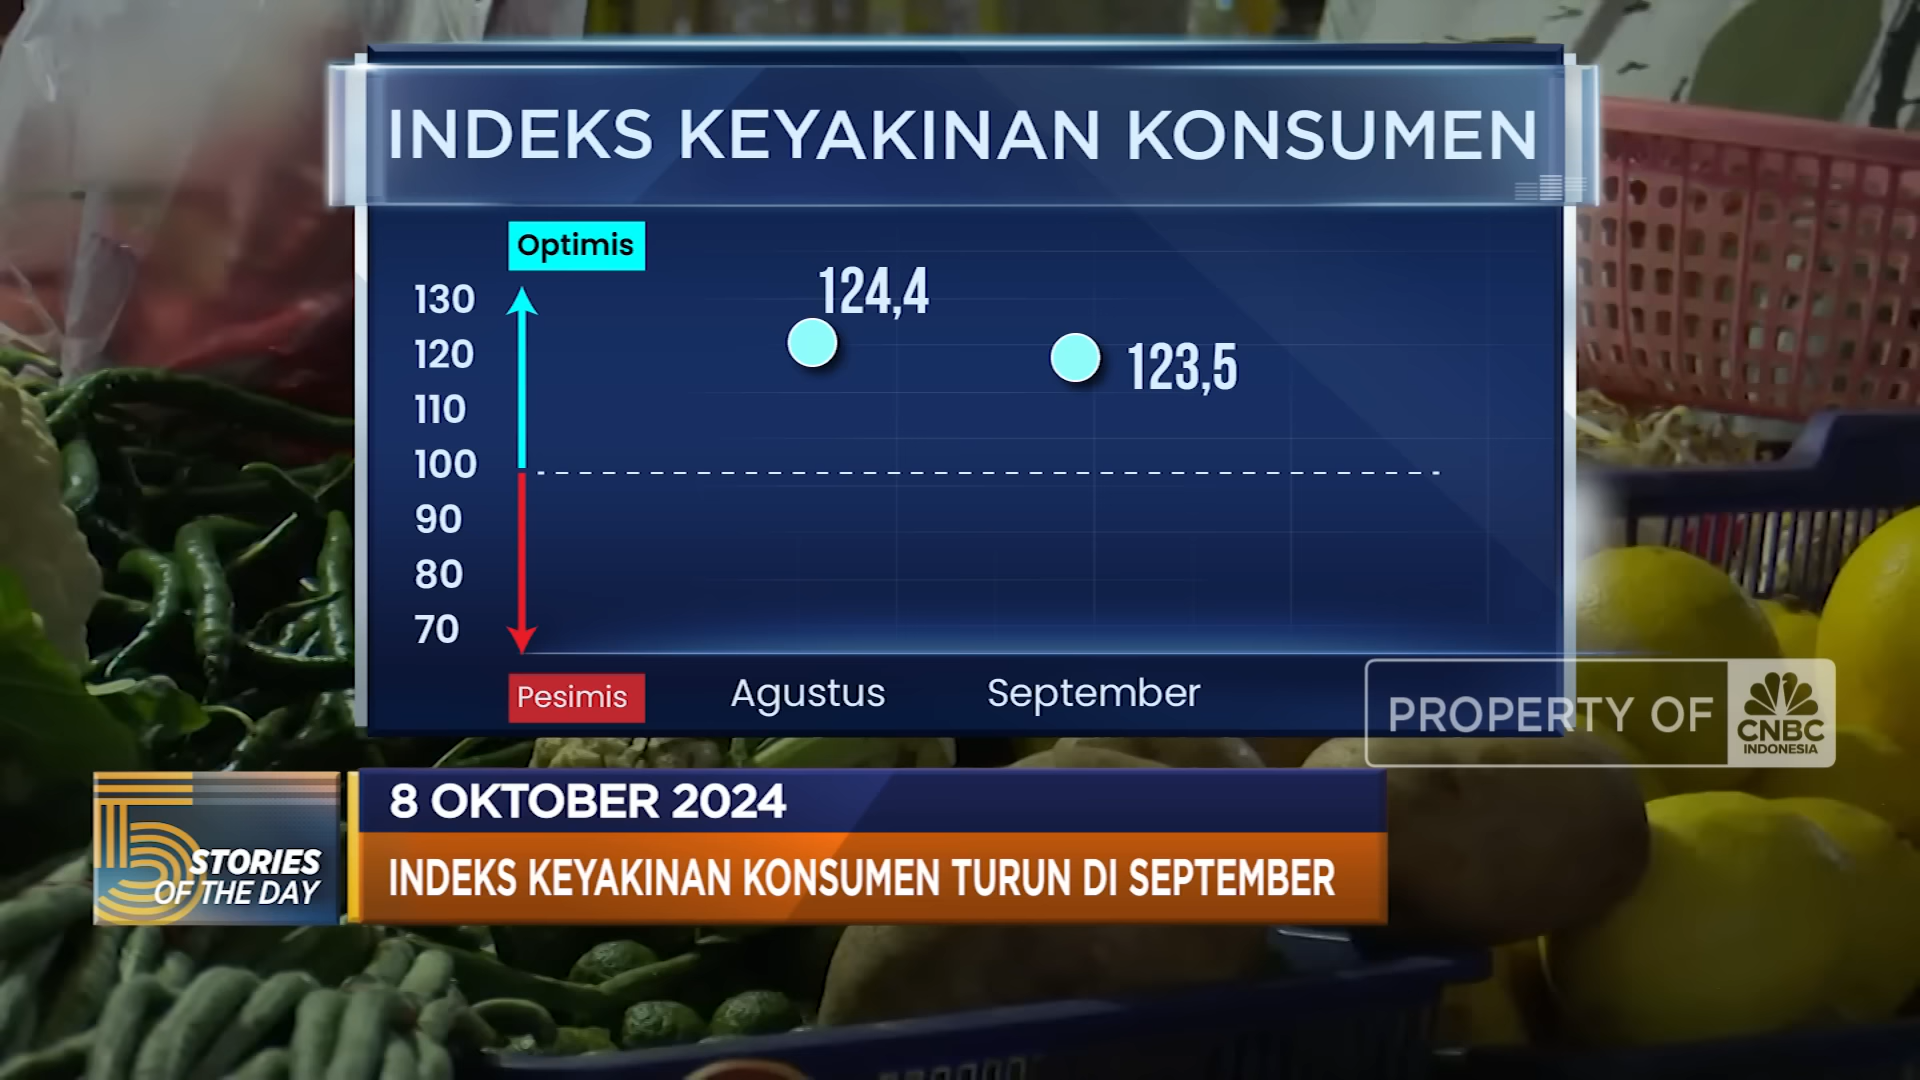 INDEKS KEYAKINAN KONSUMEN
Optimis
130
120
110
100
90
80
70
124,4
123,5
Pesimis
Agustus
September
PROPERTY OF
CNBC
INDONESIA
8 OKTOBER 2024
5 STORIES
OF THE DAY
INDEKS KEYAKINAN KONSUMEN TURUN DI SEPTEMBER